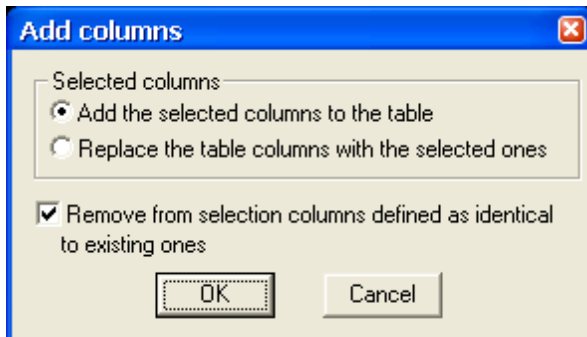 Add columns
Selected columns
Add the selected columns to the table
Replace the table columns with the selected ones
Remove from selection columns defined as identical
to existing ones
OK
Cancel